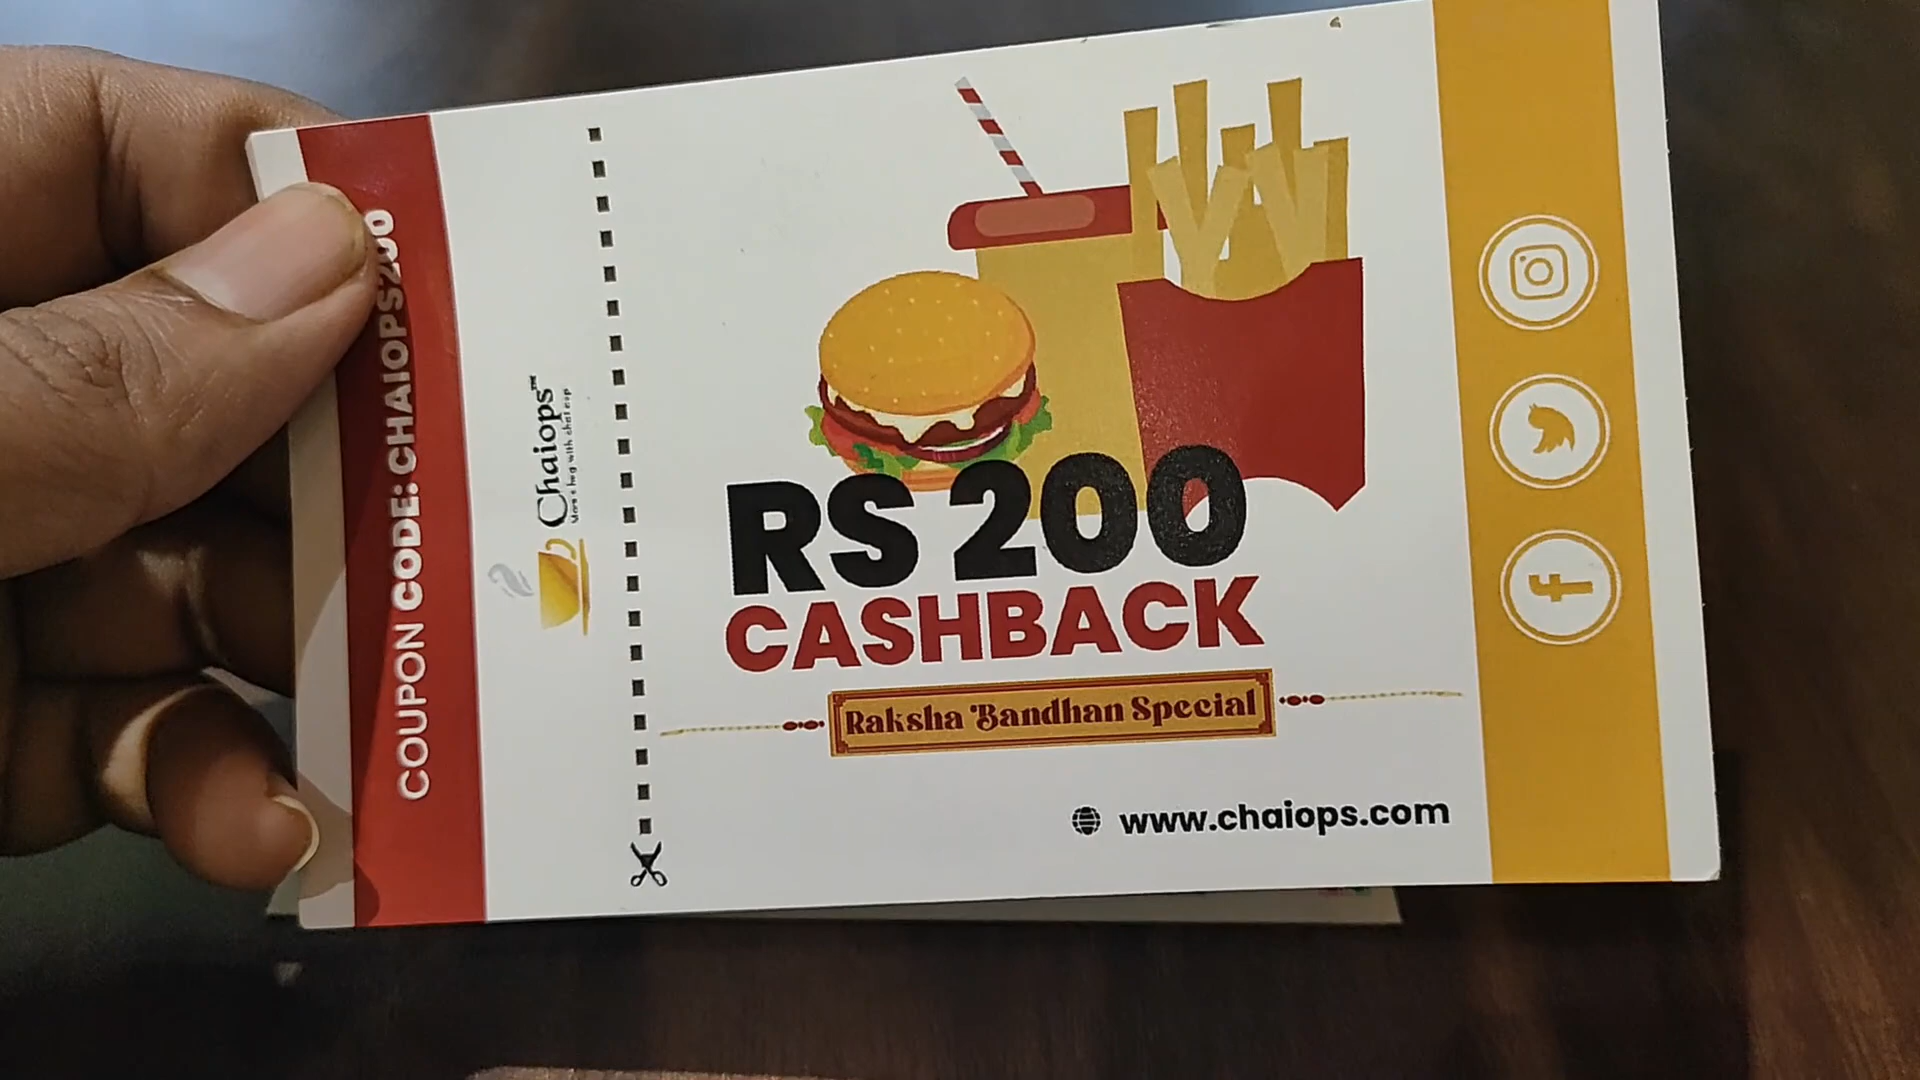 COUPON CODE: CHAIOPS200
Chaiops™
RS 200
CASHBACK
Raksha Bandhan Special
www.chaiops.com